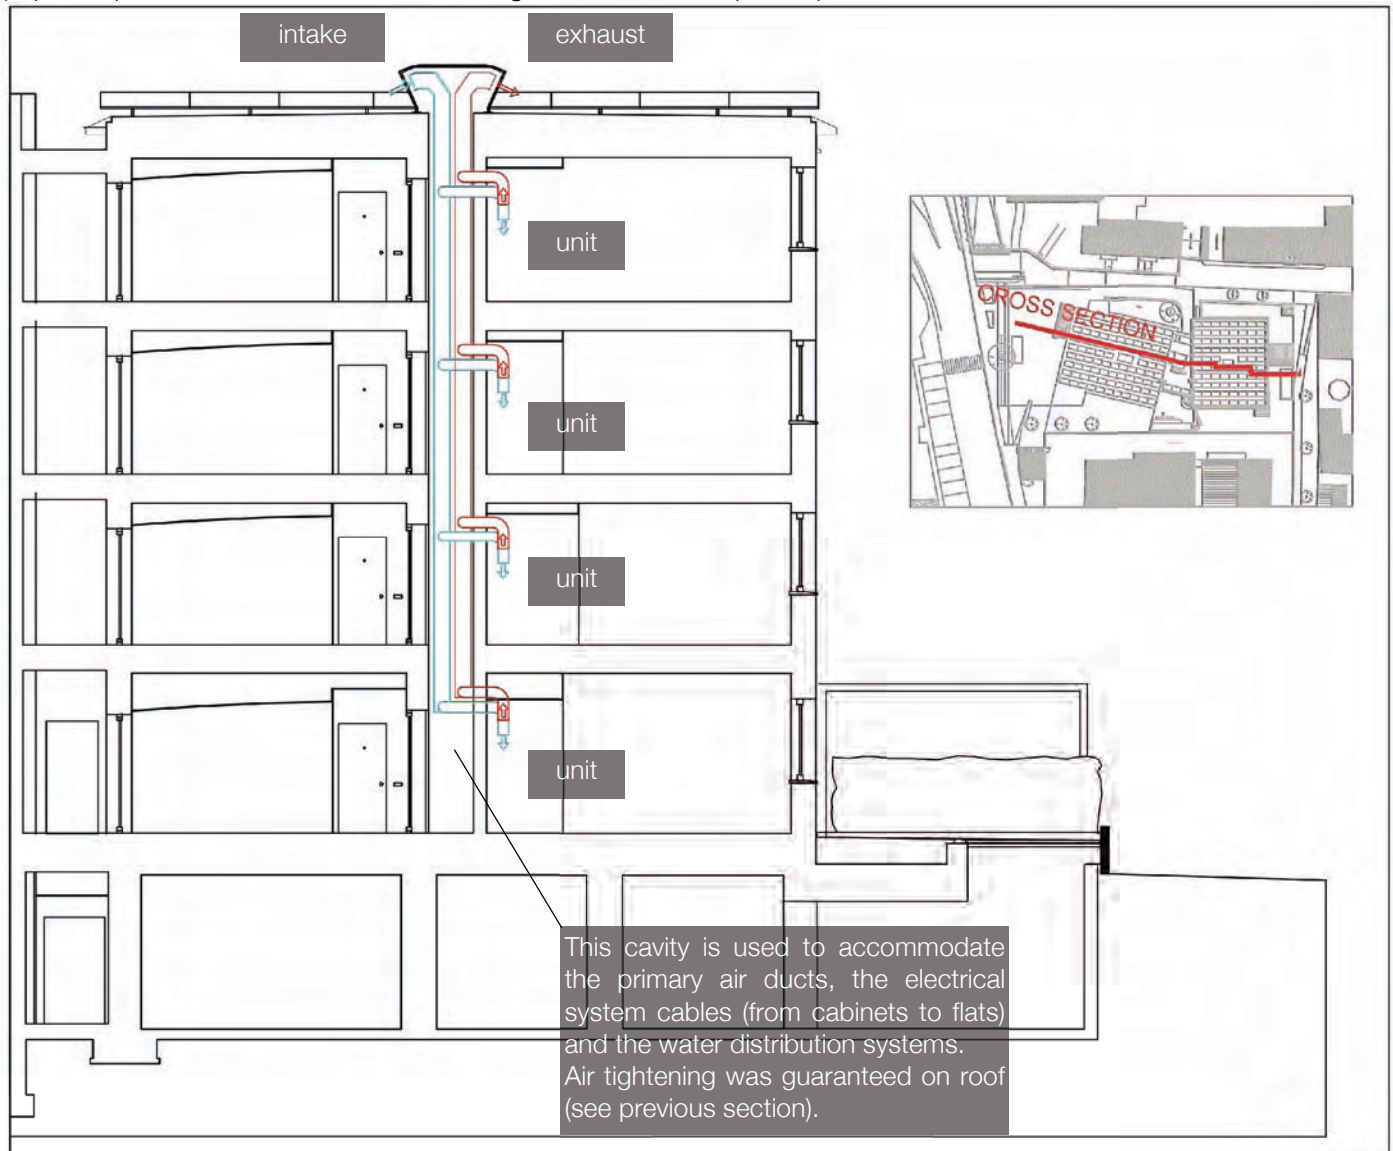 intake
exhaust
unit
CROSS SECTION
unit
unit
unit
This cavity is used to accommodate
the primary air ducts, the electrical
system cables (from cabinets to flats)
and the water distribution systems.
Air tightening was guaranteed on roof
(see previous section).